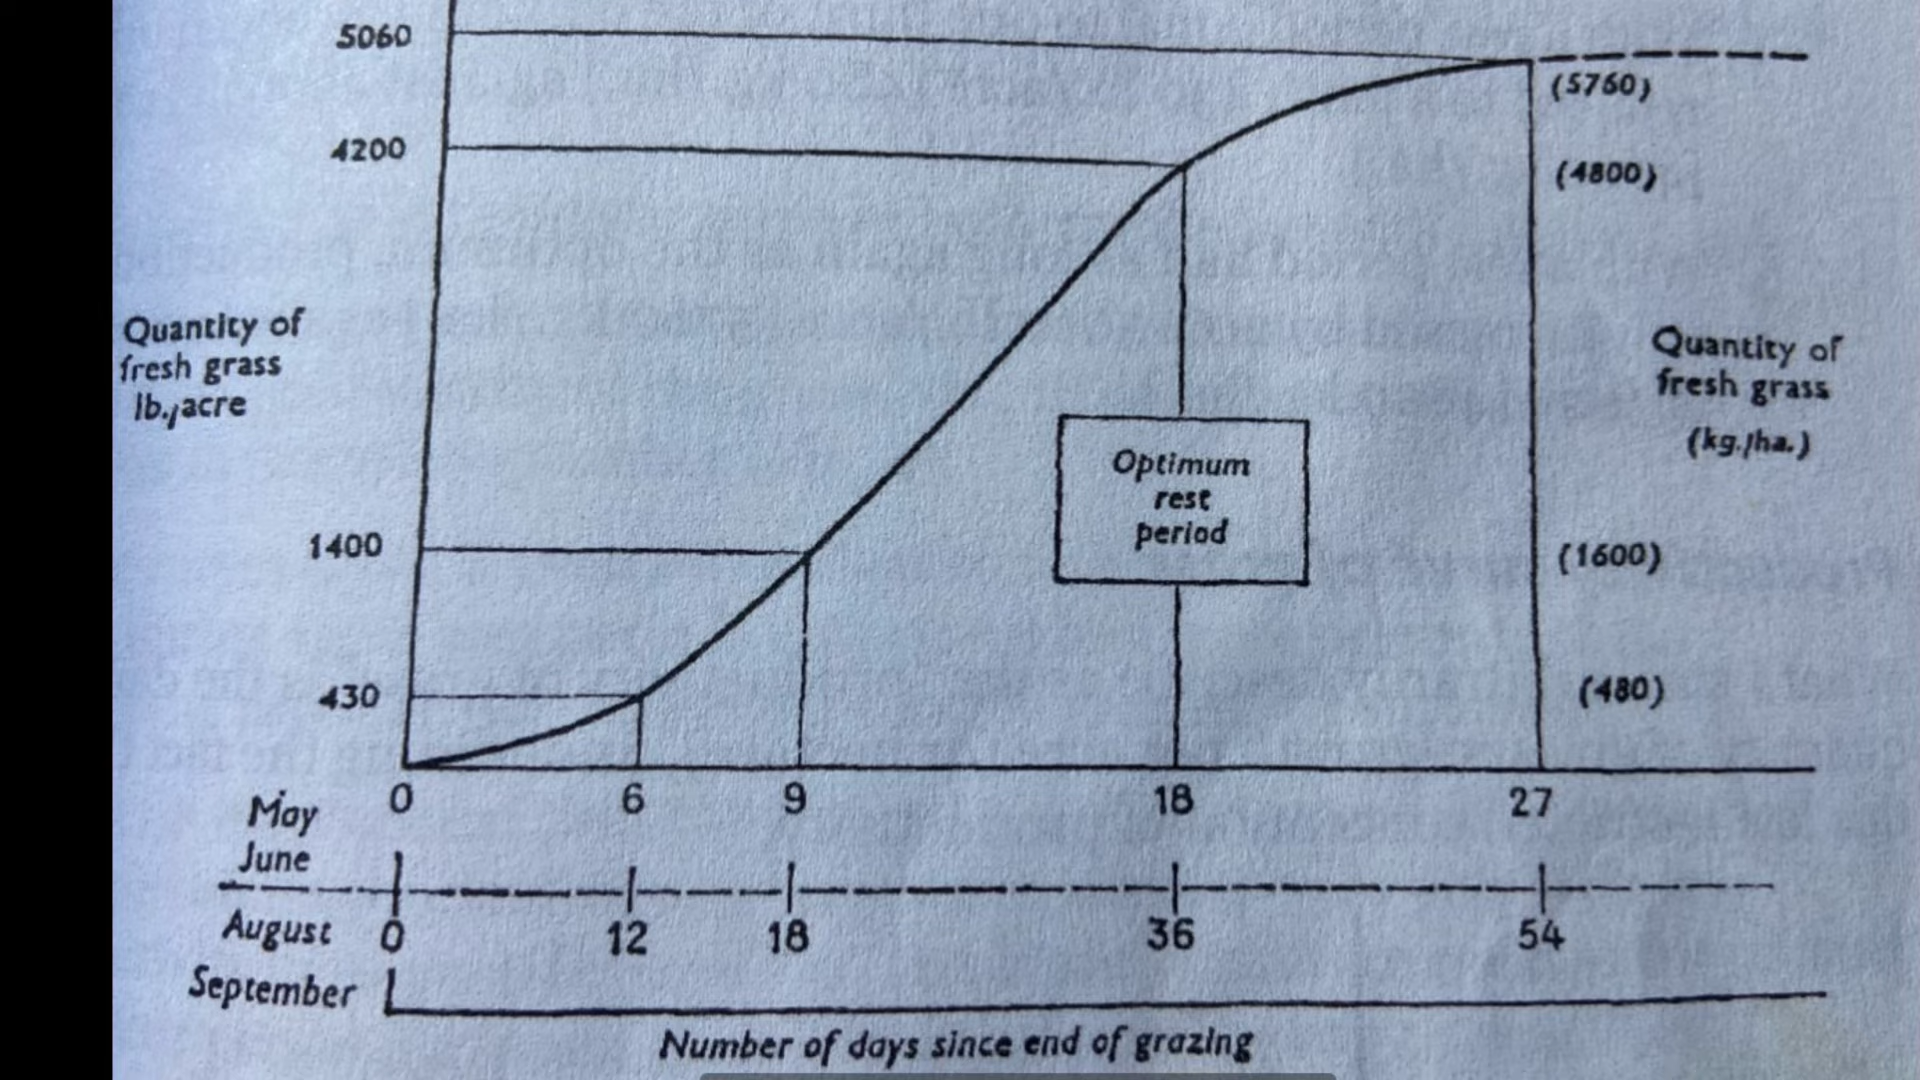 5060
(5760)
4200
(4800)
Quantity of
fresh grass
lb./acre
Quantity of
fresh grass
(kg./ha.)
Optimum
rest
period
1400
(1600)
430
(480)
May 0 6 9 18 27
June
August 0 12 18 36 54
September
Number of days since end of grazing